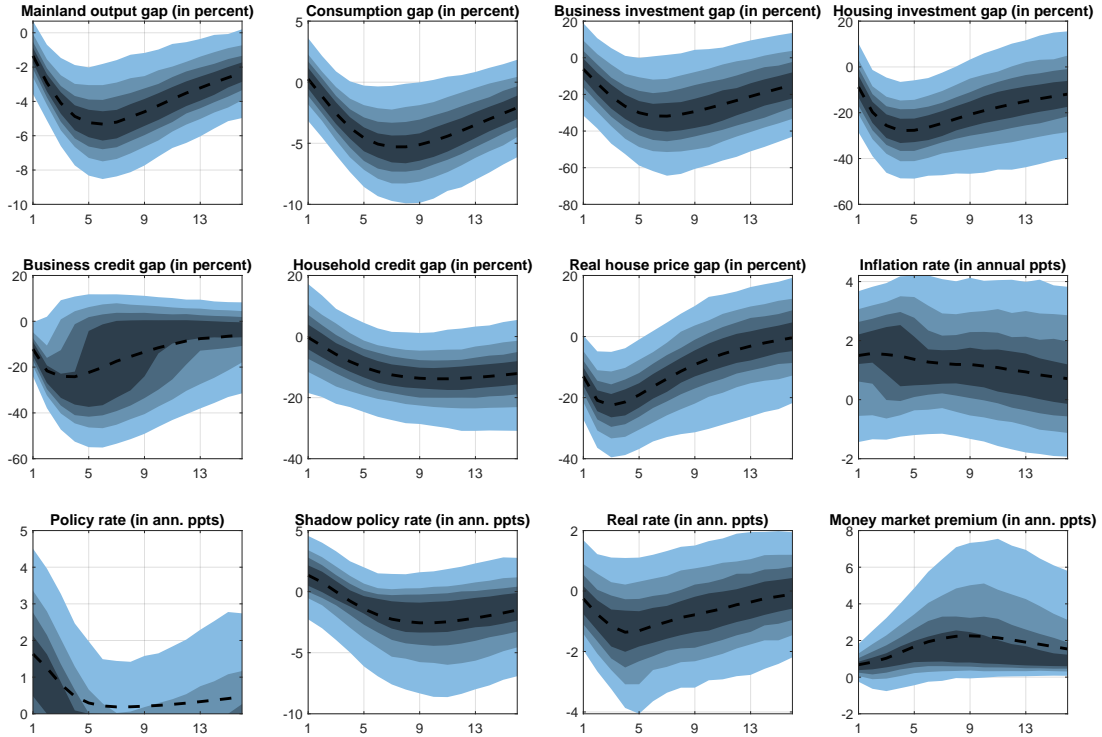 Mainland output gap (in percent)
0
-2
-4
-6
-8
-10
1 5 9 13
Consumption gap (in percent)
5
0
-5
-10
1 5 9 13
Business investment gap (in percent)
20
0
-20
-40
-60
-80
1 5 9 13
Housing investment gap (in percent)
20
0
-20
-40
-60
1 5 9 13
Business credit gap (in percent)
20
0
-20
-40
-60
1 5 9 13
Household credit gap (in percent)
20
0
-20
-40
1 5 9 13
Real house price gap (in percent)
20
0
-20
-40
1 5 9 13
Inflation rate (in annual ppts)
4
2
0
-2
1 5 9 13
Policy rate (in ann. ppts)
5
4
3
2
1
0
1 5 9 13
Shadow policy rate (in ann. ppts)
5
0
-5
-10
1 5 9 13
Real rate (in ann. ppts)
2
0
-2
-4
1 5 9 13
Money market premium (in ann. ppts)
8
6
4
2
0
-2
1 5 9 13